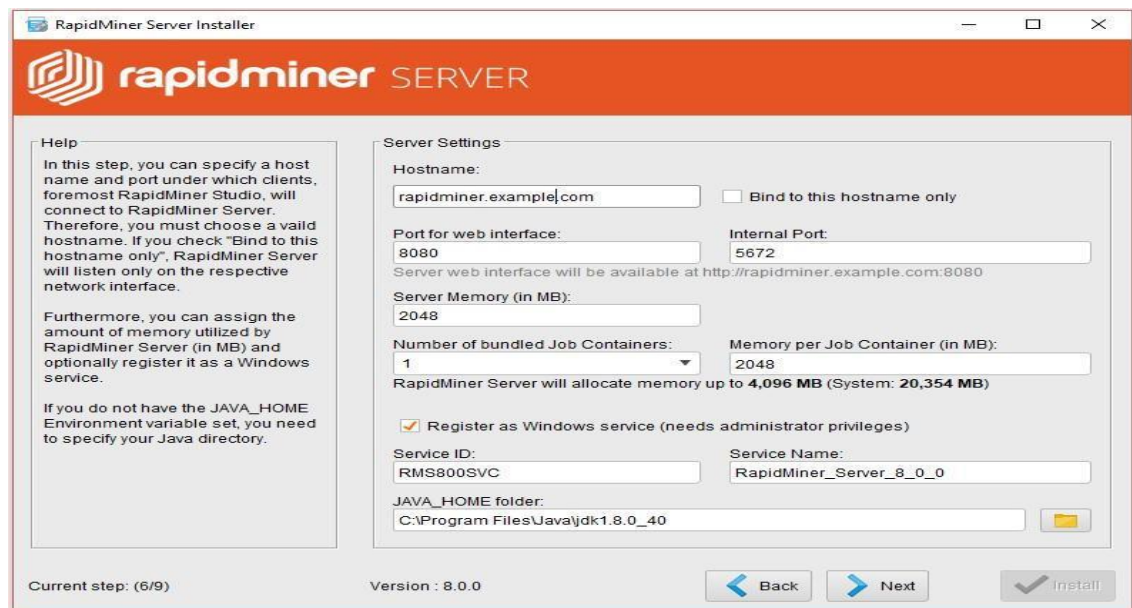 RapidMiner Server Installer
rapidminer SERVER
Help
In this step, you can specify a host
name and port under which clients,
foremost RapidMiner Studio, will
connect to RapidMiner Server.
Therefore, you must choose a vaild
hostname. If you check "Bind to this
hostname only", RapidMiner Server
will listen only on the respective
network interface.
Furthermore, you can assign the
amount of memory utilized by
RapidMiner Server (in MB) and
optionally register it as a Windows
service.
If you do not have the JAVA_HOME
Environment variable set, you need
to specify your Java directory.
Server Settings
Hostname:
rapidminer.example.com
Bind to this hostname only
Port for web interface:
Internal Port:
8080
5672
Server web interface will be available at http://rapidminer.example.com:8080
Server Memory (in MB):
2048
Number of bundled Job Containers:
Memory per Job Container (in MB):
1
2048
RapidMiner Server will allocate memory up to 4,096 MB (System: 20,354 MB)
Register as Windows service (needs administrator privileges)
Service ID:
Service Name:
RMS800SVC
RapidMiner_Server_8_0_0
JAVA_HOME folder:
C:\Program Files\Java\jdk1.8.0_40
Current step: (6/9)
Version : 8.0.0
Back
Next
Install